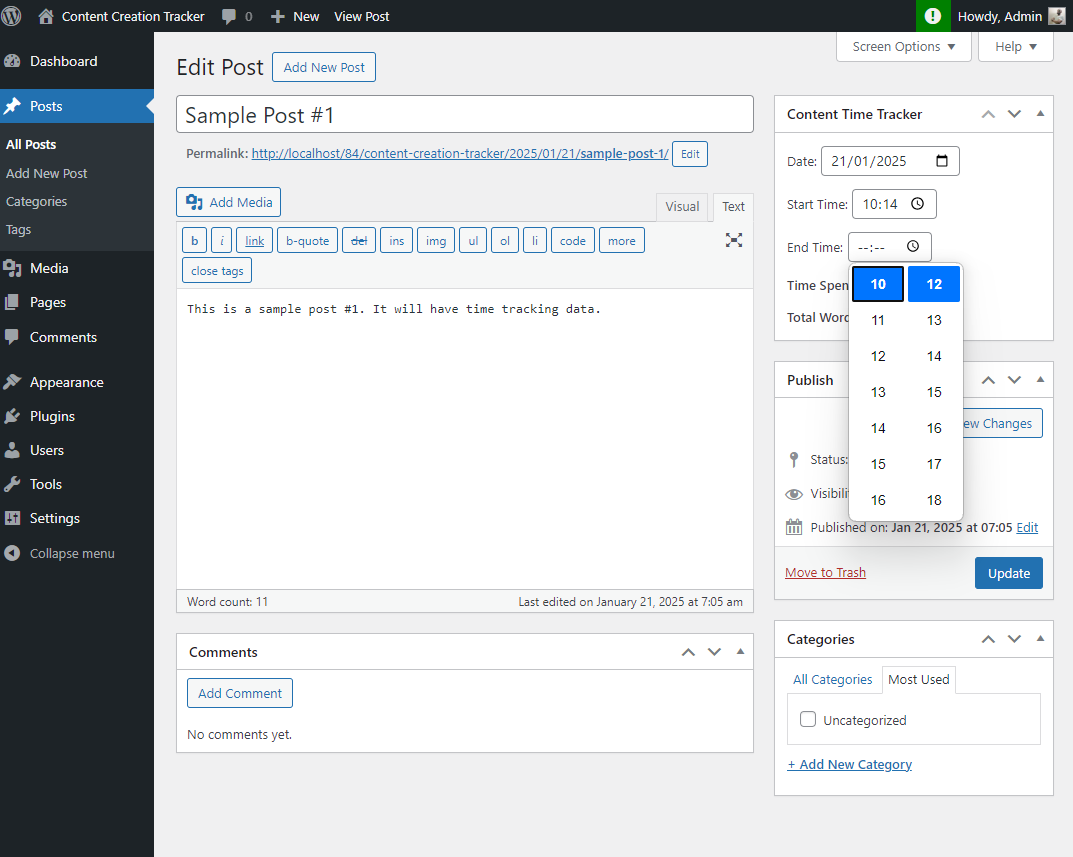 Content Creation Tracker 0 New View Post Howdy, Admin
Screen Options Help
Dashboard
Posts
All Posts
Add New Post
Categories
Tags
Media
Pages
Comments
Appearance
Plugins
Users
Tools
Settings
Collapse menu
Edit Post Add New Post
Sample Post #1
Permalink: http://localhost/84/content-creation-tracker/2025/01/21/sample-post-1/ Edit
Add Media
Visual Text
b i link b-quote del ins img ul ol li code more
close tags
This is a sample post #1. It will have time tracking data.
Word count: 11 Last edited on January 21, 2025 at 7:05 am
Comments
Add Comment
No comments yet.
Content Time Tracker
Date: 21/01/2025
Start Time: 10:14
End Time: --:--
Time Spen
Total Word
10 12
11 13
12 14
13 15
14 16
15 17
16 18
Publish
ew Changes
Status:
Visibili
Published on: Jan 21, 2025 at 07:05 Edit
Move to Trash Update
Categories
All Categories Most Used
Uncategorized
+ Add New Category